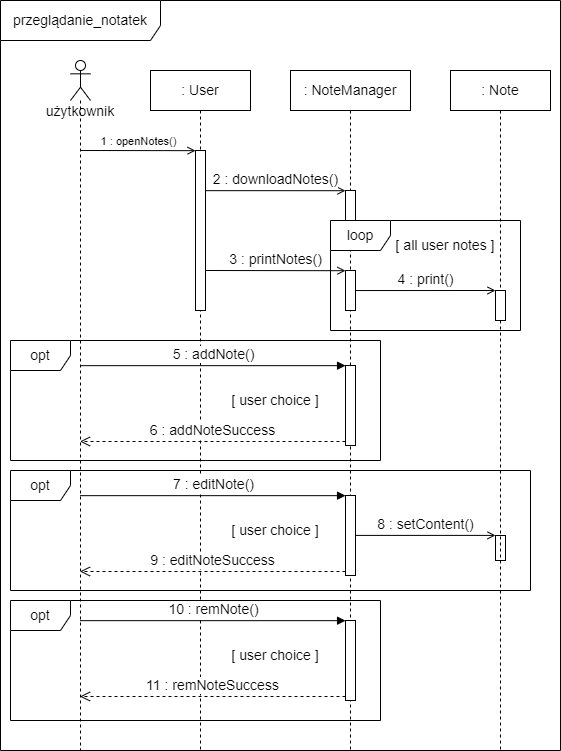 przeglądanie_notatek
użytkownik
: User
: NoteManager
: Note
1 : openNotes()
2 : downloadNotes()
loop
[ all user notes ]
3 : printNotes()
4 : print()
opt
5 : addNote()
[ user choice ]
6 : addNoteSuccess
opt
7 : editNote()
[ user choice ]
8 : setContent()
9 : editNoteSuccess
opt
10 : remNote()
[ user choice ]
11 : remNoteSuccess